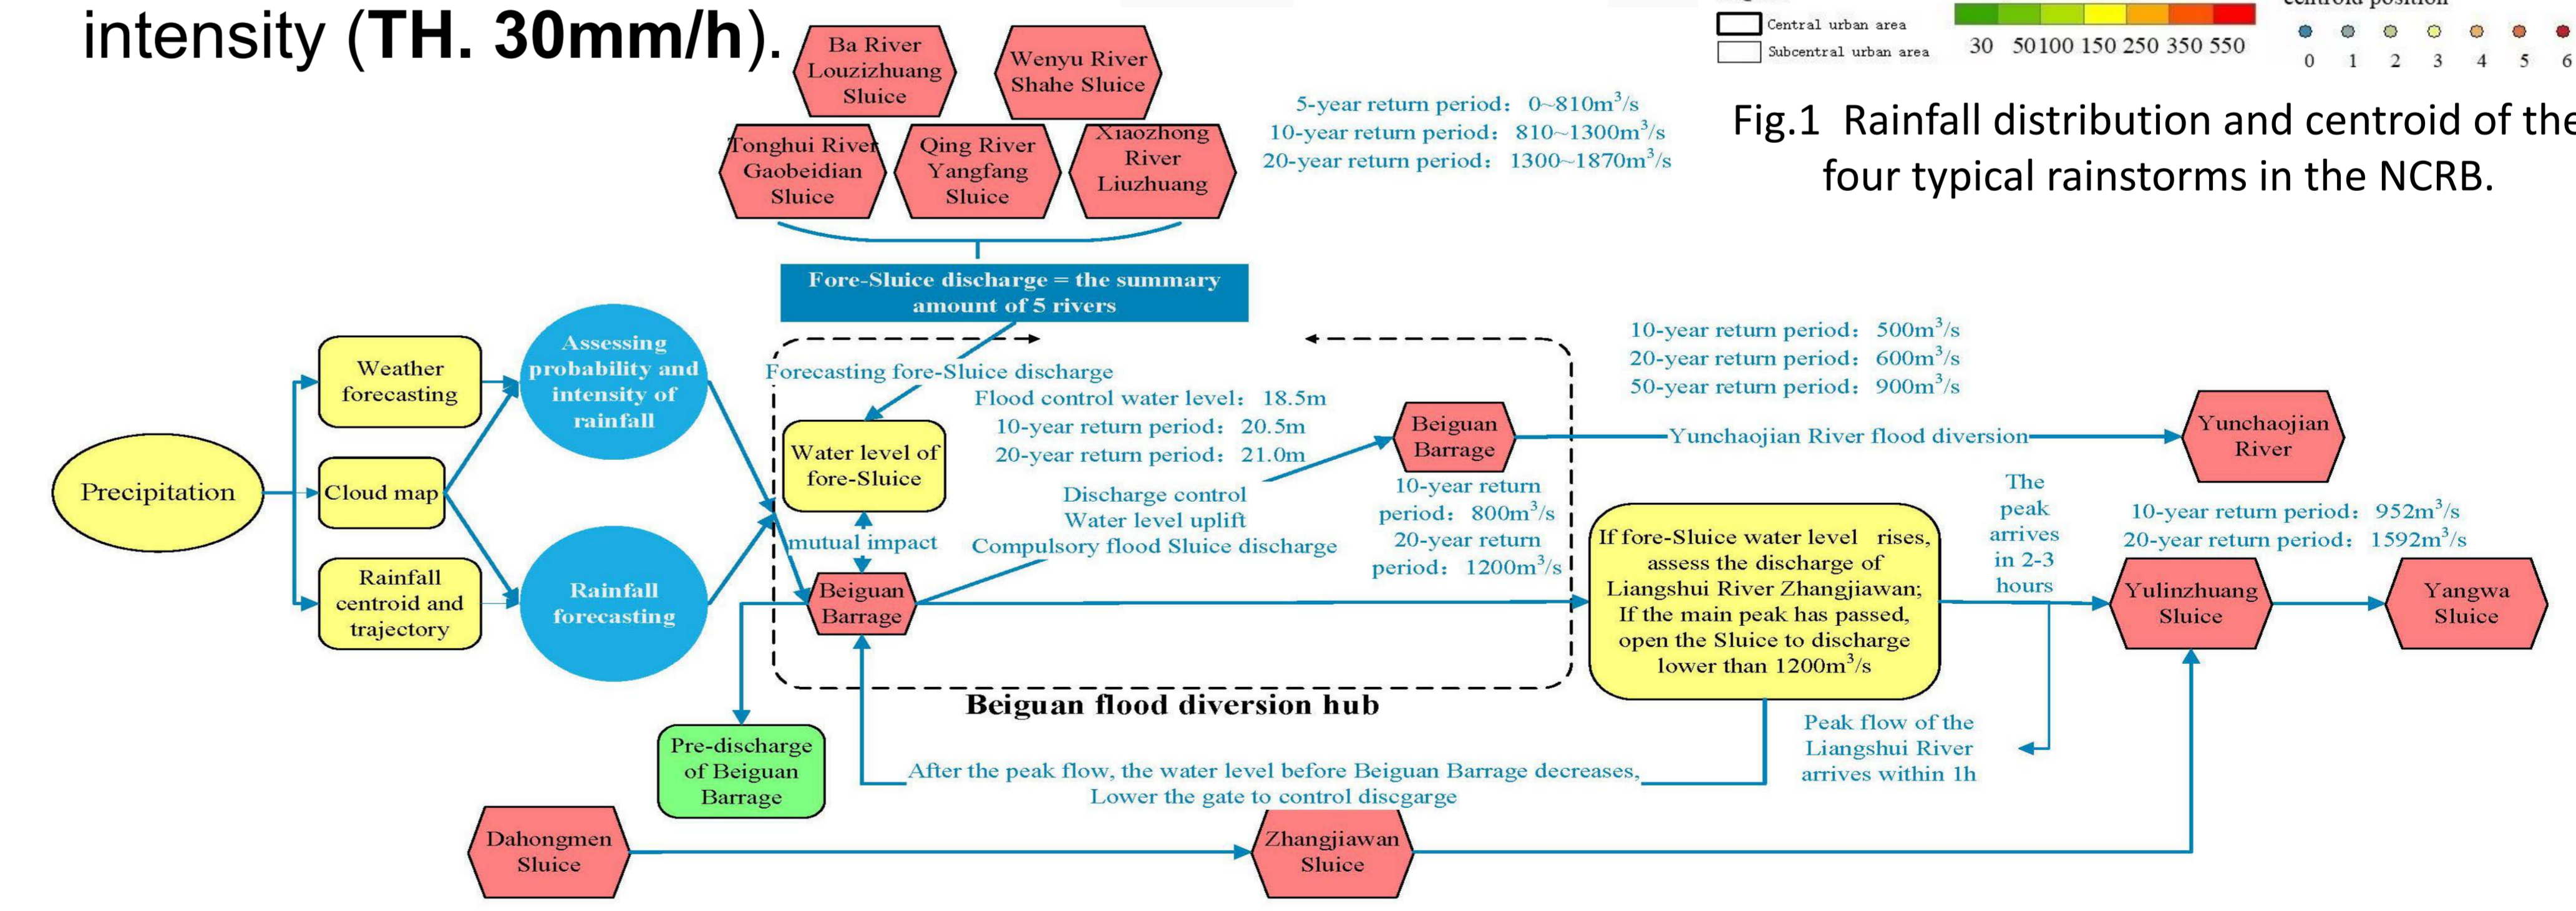 intensity (TH. 30mm/h).
Central urban area
Subcentral urban area
30 50 100 150 250 350 550
centroid position
0 1 2 3 4 5 6
Fig.1 Rainfall distribution and centroid of the
four typical rainstorms in the NCRB.
Ba River
Louzizhuang
Sluice
Wenyu River
Shahe Sluice
Tonghui River
Gaobeidian
Sluice
Qing River
Yangfang
Sluice
Xiaozhong
River
Liuzhuang
5-year return period: 0~810m³/s
10-year return period: 810~1300m³/s
20-year return period: 1300~1870m³/s
Fore-Sluice discharge = the summary
amount of 5 rivers
Precipitation
Weather
forecasting
Cloud map
Rainfall
centroid and
trajectory
Assessing
probability and
intensity of
rainfall
Rainfall
forecasting
Forecasting fore-Sluice discharge
Flood control water level: 18.5m
10-year return period: 20.5m
20-year return period: 21.0m
Water level of
fore-Sluice
mutual impact
Discharge control
Water level uplift
Compulsory flood Sluice discharge
Beiguan
Barrage
Beiguan
Barrage
10-year return
period: 800m³/s
20-year return
period: 1200m³/s
Beiguan flood diversion hub
Pre-discharge
of Beiguan
Barrage
10-year return period: 500m³/s
20-year return period: 600m³/s
50-year return period: 900m³/s
Yunchaojian River flood diversion
Yunchaojian
River
If fore-Sluice water level rises,
assess the discharge of
Liangshui River Zhangjiawan;
If the main peak has passed,
open the Sluice to discharge
lower than 1200m³/s
The
peak
arrives
in 2-3
hours
10-year return period: 952m³/s
20-year return period: 1592m³/s
Yulinzhuang
Sluice
Yangwa
Sluice
Peak flow of the
Liangshui River
arrives within 1h
After the peak flow, the water level before Beiguan Barrage decreases,
Lower the gate to control discgarge
Dahongmen
Sluice
Zhangjiawan
Sluice